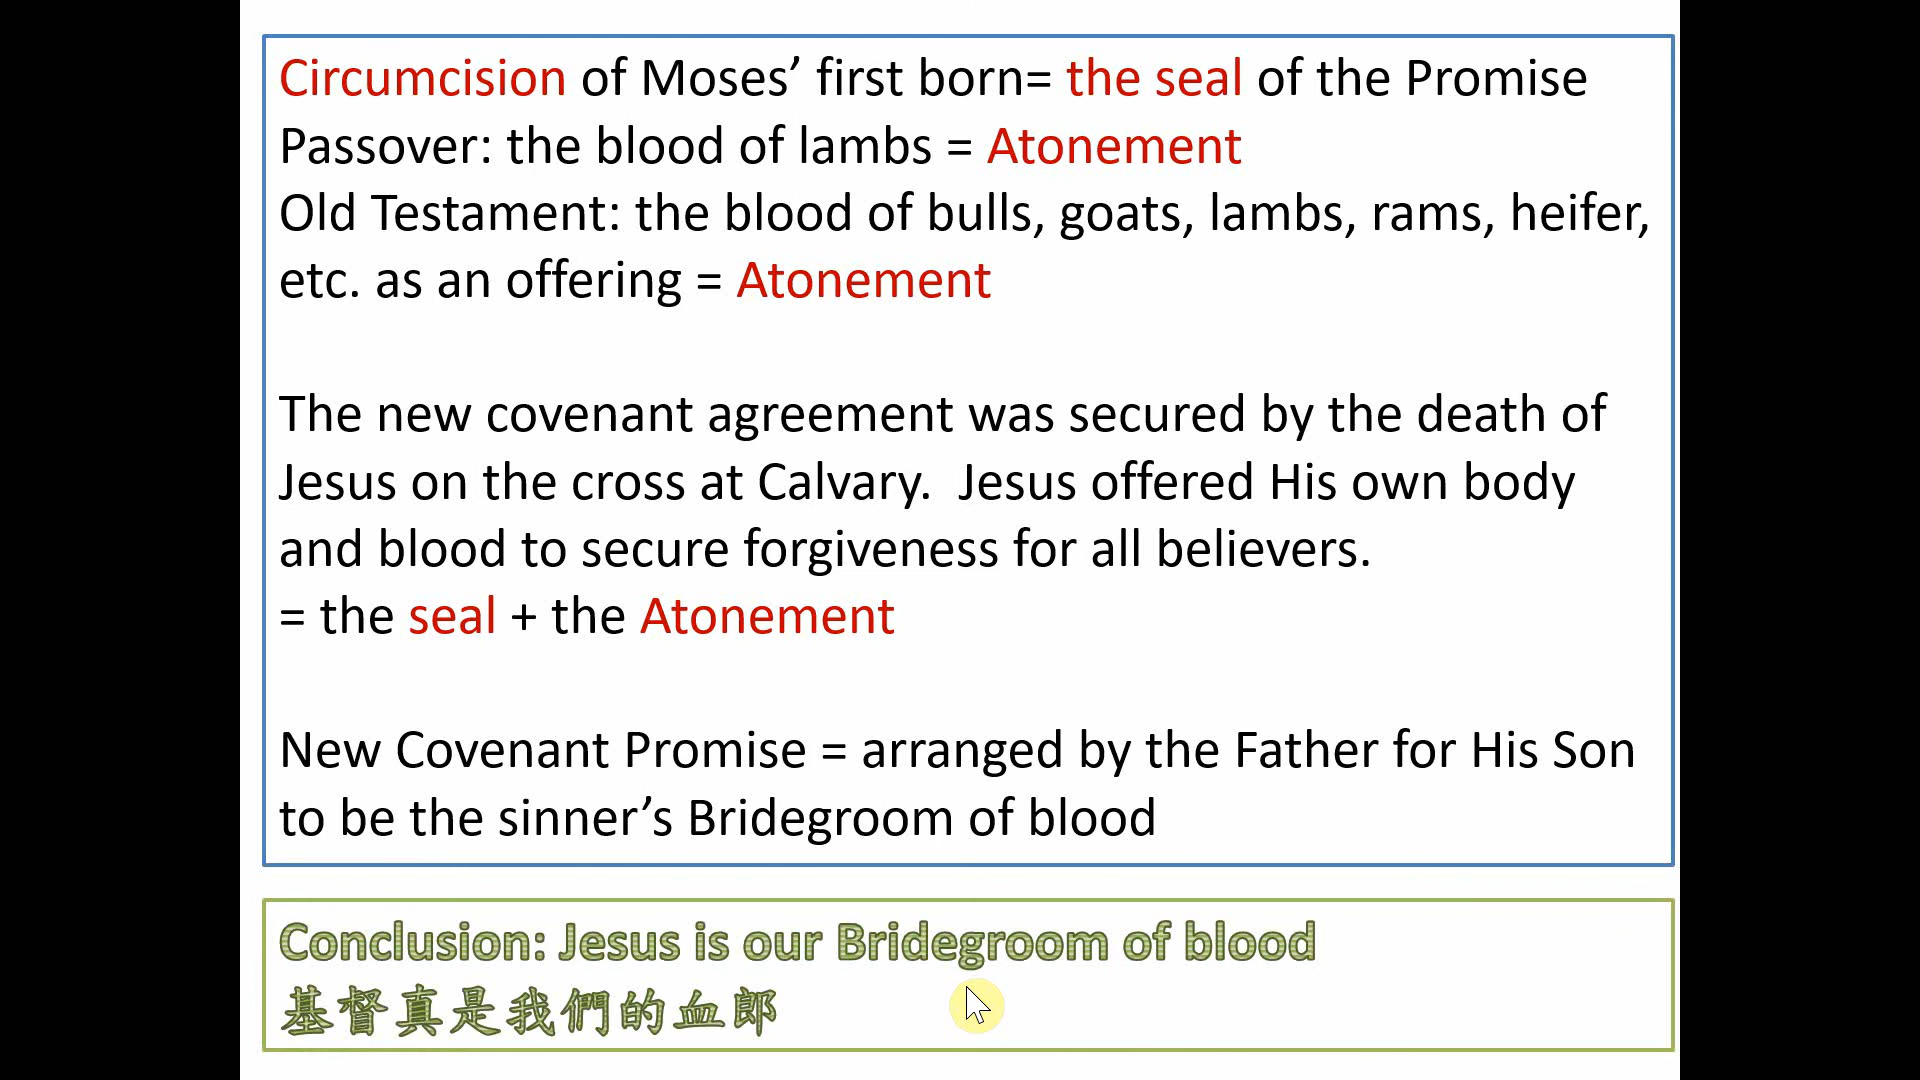 Circumcision of Moses’ first born= the seal of the Promise
Passover: the blood of lambs = Atonement
Old Testament: the blood of bulls, goats, lambs, rams, heifer,
etc. as an offering = Atonement
The new covenant agreement was secured by the death of
Jesus on the cross at Calvary.  Jesus offered His own body
and blood to secure forgiveness for all believers.
= the seal + the Atonement
New Covenant Promise = arranged by the Father for His Son
to be the sinner’s Bridegroom of blood
Conclusion: Jesus is our Bridegroom of blood
基督真是我們的血郎